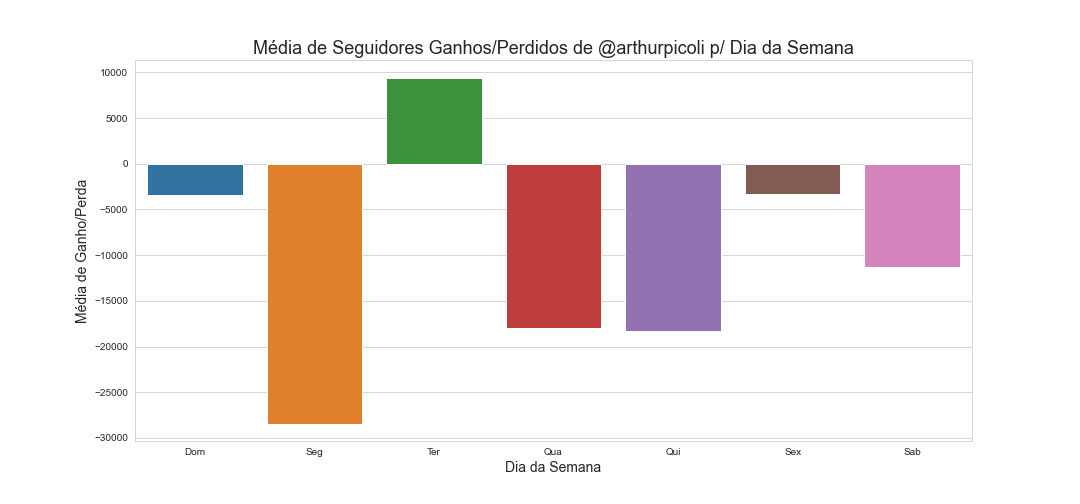 Média de Seguidores Ganhos/Perdidos de @arthurpicoli p/ Dia da Semana
Média de Ganho/Perda
10000
5000
0
−5000
−10000
−15000
−20000
−25000
−30000
Dom Seg Ter Qua Qui Sex Sab
Dia da Semana